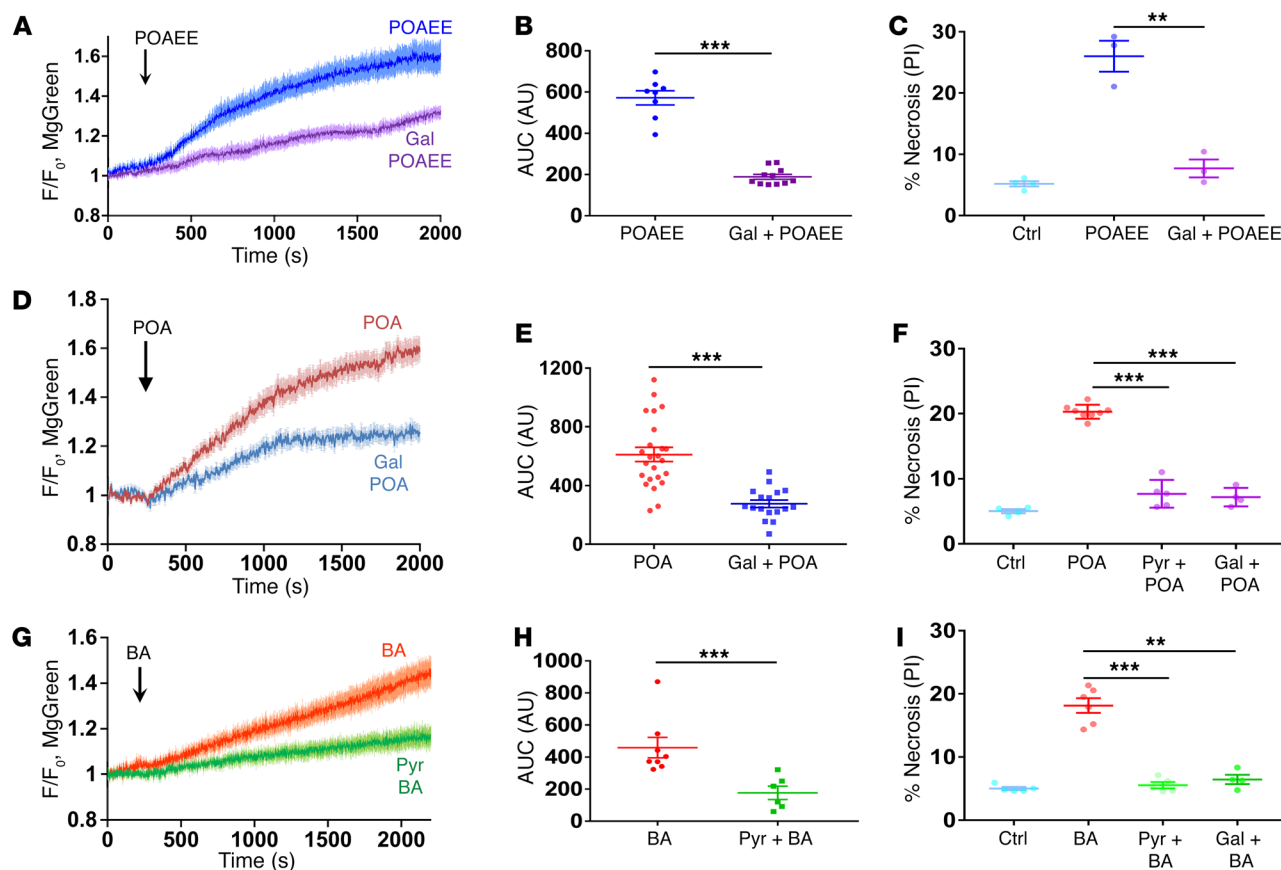 A
POAEE
POAEE
Gal
POAEE
F/F0, MgGreen
1.6
1.4
1.2
1
0.8
0
500
1000
1500
2000
Time (s)
B
***
AUC (AU)
800
600
400
200
0
POAEE
Gal + POAEE
C
**
% Necrosis (PI)
30
20
10
0
Ctrl
POAEE
Gal + POAEE
D
POA
POA
Gal
POA
F/F0, MgGreen
1.8
1.6
1.4
1.2
1
0.8
0
500
1000
1500
2000
Time (s)
E
***
AUC (AU)
1200
800
400
0
POA
Gal + POA
F
***
***
% Necrosis (PI)
30
20
10
0
Ctrl
POA
Pyr +
POA
Gal +
POA
G
BA
BA
Pyr
BA
F/F0, MgGreen
1.6
1.4
1.2
1
0.8
0
500
1000
1500
2000
Time (s)
H
***
AUC (AU)
1000
800
600
400
200
0
BA
Pyr + BA
I
**
***
% Necrosis (PI)
30
20
10
0
Ctrl
BA
Pyr +
BA
Gal +
BA